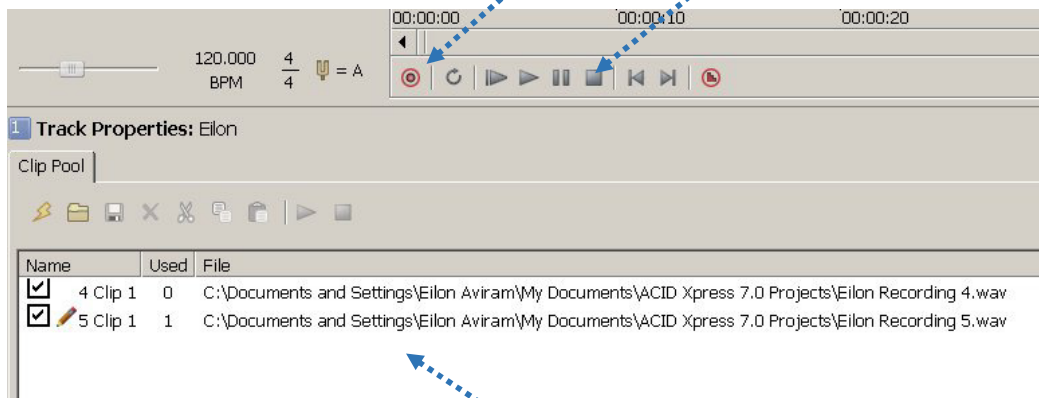 00:00:00 00:00:10 00:00:20
120.000 4 = A
BPM 4
1 Track Properties: Eilon
Clip Pool
Name Used File
4 Clip 1 0 C:\Documents and Settings\Eilon Aviram\My Documents\ACID Xpress 7.0 Projects\Eilon Recording 4.wav
5 Clip 1 1 C:\Documents and Settings\Eilon Aviram\My Documents\ACID Xpress 7.0 Projects\Eilon Recording 5.wav